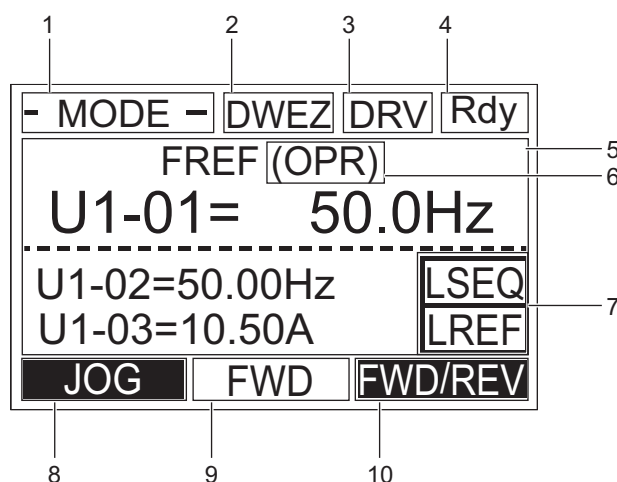 1 2 3 4
- MODE - DWEZ DRV Rdy
5
FREF (OPR)
6
U1-01= 50.0Hz
U1-02=50.00Hz LSEQ
7
U1-03=10.50A LREF
JOG FWD FWD/REV
8 9 10